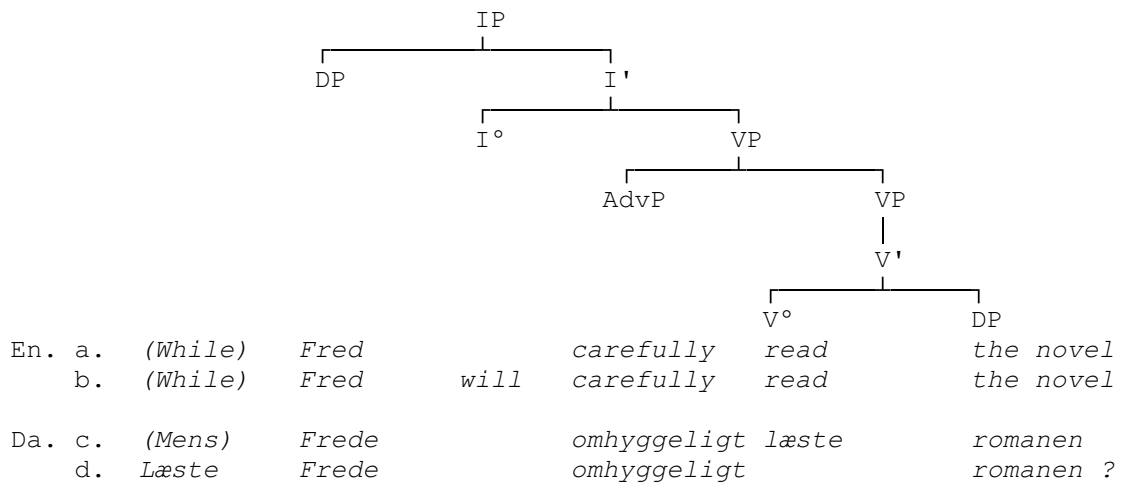 IP
DP I'
I° VP
AdvP VP
V'
V° DP
En. a. (While) Fred carefully read the novel
b. (While) Fred will carefully read the novel
Da. c. (Mens) Frede omhyggeligt læste romanen
d. Læste Frede omhyggeligt romanen ?